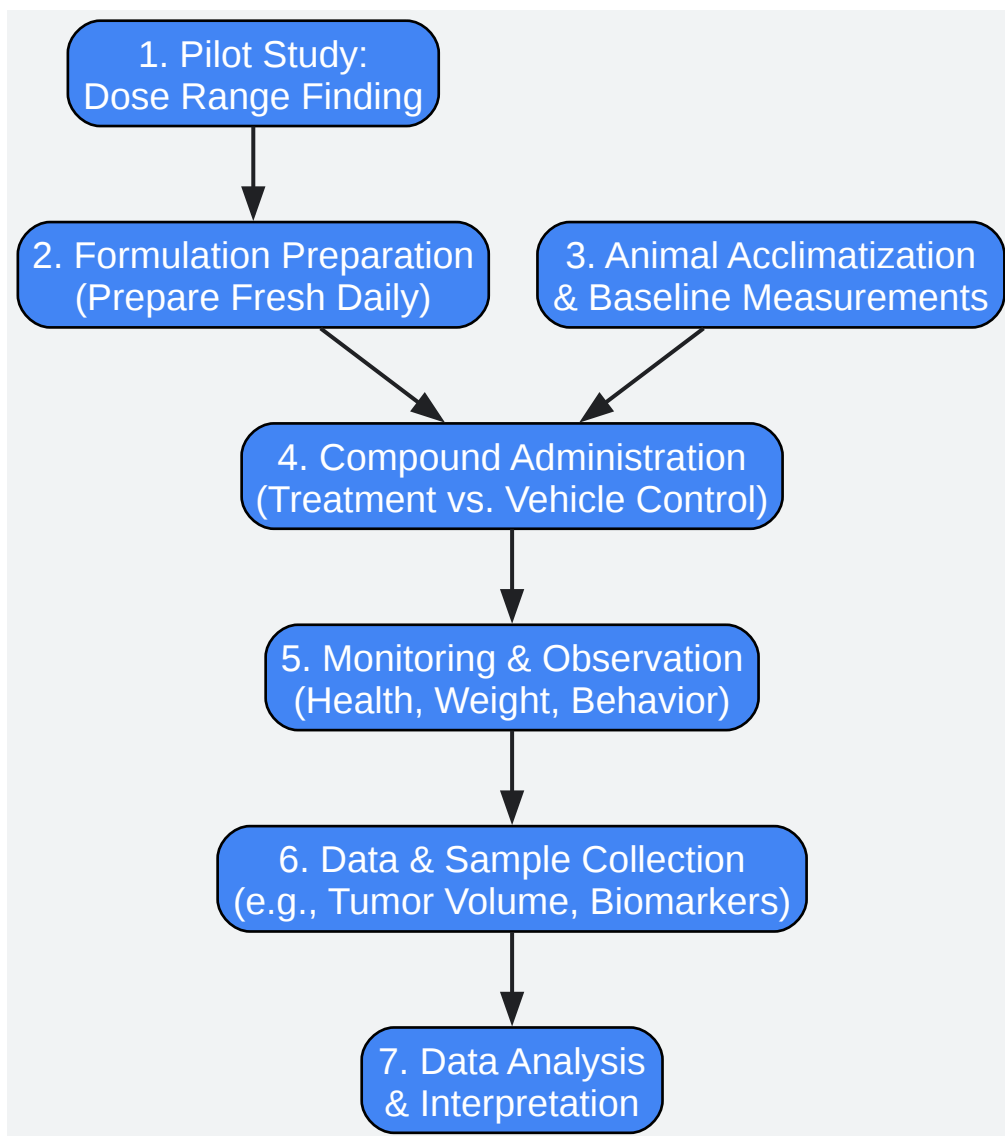 1. Pilot Study:
Dose Range Finding
2. Formulation Preparation
(Prepare Fresh Daily)
3. Animal Acclimatization
& Baseline Measurements
4. Compound Administration
(Treatment vs. Vehicle Control)
5. Monitoring & Observation
(Health, Weight, Behavior)
6. Data & Sample Collection
(e.g., Tumor Volume, Biomarkers)
7. Data Analysis
& Interpretation